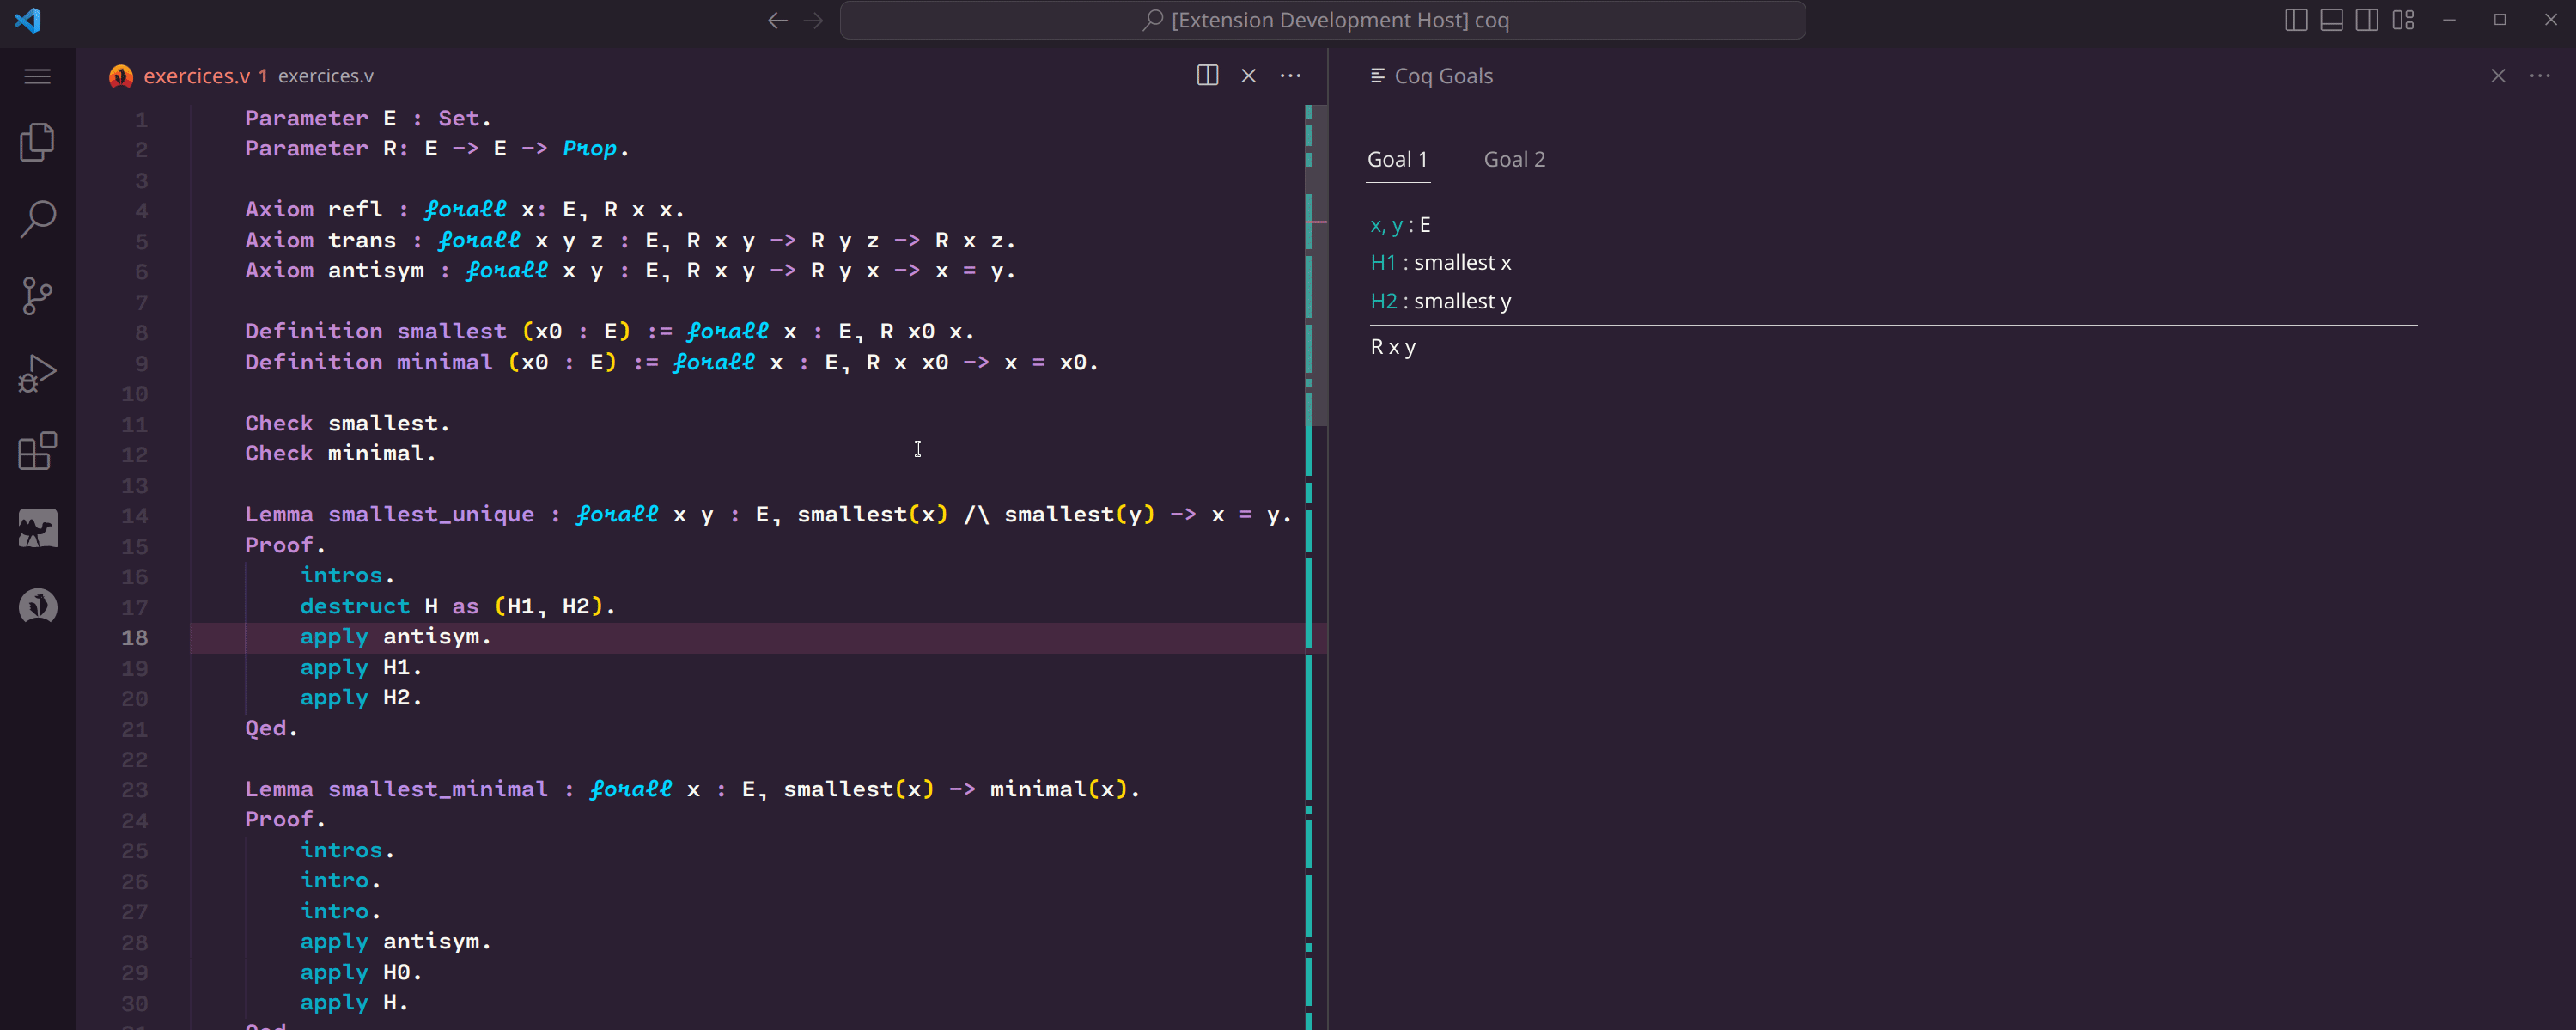 [Extension Development Host] coq
exercices.v 1 exercices.v
1 Parameter E : Set.
2 Parameter R: E -> E -> Prop.
3
4 Axiom refl : forall x: E, R x x.
5 Axiom trans : forall x y z : E, R x y -> R y z -> R x z.
6 Axiom antisym : forall x y : E, R x y -> R y x -> x = y.
7
8 Definition smallest (x0 : E) := forall x : E, R x0 x.
9 Definition minimal (x0 : E) := forall x : E, R x x0 -> x = x0.
10
11 Check smallest.
12 Check minimal.
13
14 Lemma smallest_unique : forall x y : E, smallest(x) /\ smallest(y) -> x = y.
15 Proof.
16 intros.
17 destruct H as (H1, H2).
18 apply antisym.
19 apply H1.
20 apply H2.
21 Qed.
22
23 Lemma smallest_minimal : forall x : E, smallest(x) -> minimal(x).
24 Proof.
25 intros.
26 intro.
27 intro.
28 apply antisym.
29 apply H0.
30 apply H.
Coq Goals
Goal 1 Goal 2
x, y : E
H1 : smallest x
H2 : smallest y
R x y